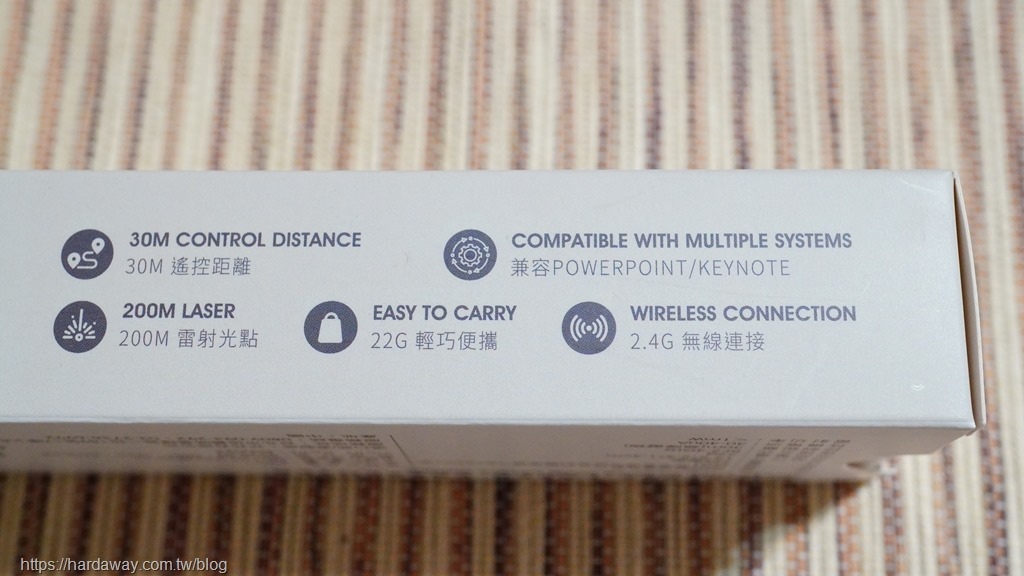 30M CONTROL DISTANCE
30M 遙控距離
COMPATIBLE WITH MULTIPLE SYSTEMS
兼容POWERPOINT/KEYNOTE
200M LASER
200M 雷射光點
EASY TO CARRY
22G 輕巧便攜
WIRELESS CONNECTION
2.4G 無線連接
https://hardaway.com.tw/blog